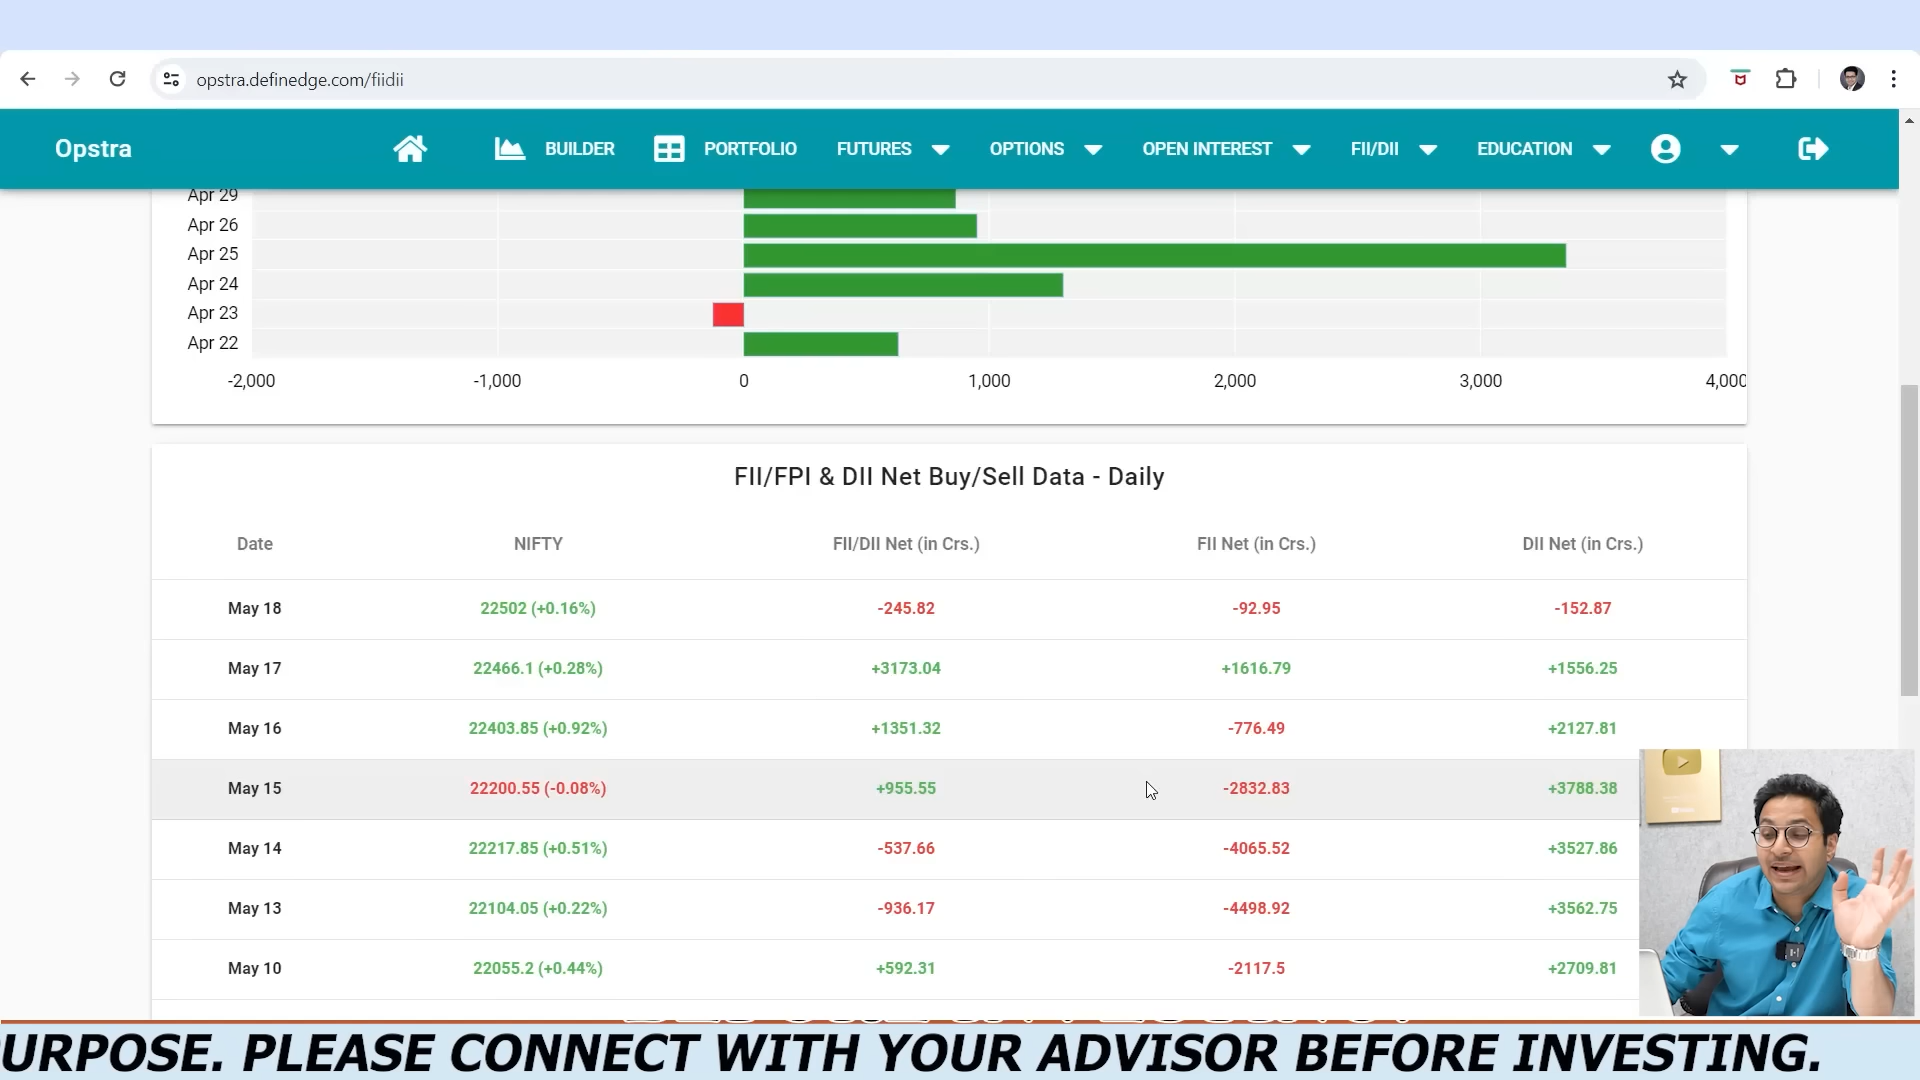 opstra.definedge.com/fiidii
Opstra BUILDER PORTFOLIO FUTURES OPTIONS OPEN INTEREST FII/DII EDUCATION
Apr 29
Apr 26
Apr 25
Apr 24
Apr 23
Apr 22
-2,000 -1,000 0 1,000 2,000 3,000 4,000
FII/FPI & DII Net Buy/Sell Data - Daily
Date NIFTY FII/DII Net (in Crs.) FII Net (in Crs.) DII Net (in Crs.)
May 18 22502 (+0.16%) -245.82 -92.95 -152.87
May 17 22466.1 (+0.28%) +3173.04 +1616.79 +1556.25
May 16 22403.85 (+0.92%) +1351.32 -776.49 +2127.81
May 15 22200.55 (-0.08%) +955.55 -2832.83 +3788.38
May 14 22217.85 (+0.51%) -537.66 -4065.52 +3527.86
May 13 22104.05 (+0.22%) -936.17 -4498.92 +3562.75
May 10 22055.2 (+0.44%) +592.31 -2117.5 +2709.81
URPOSE. PLEASE CONNECT WITH YOUR ADVISOR BEFORE INVESTING.